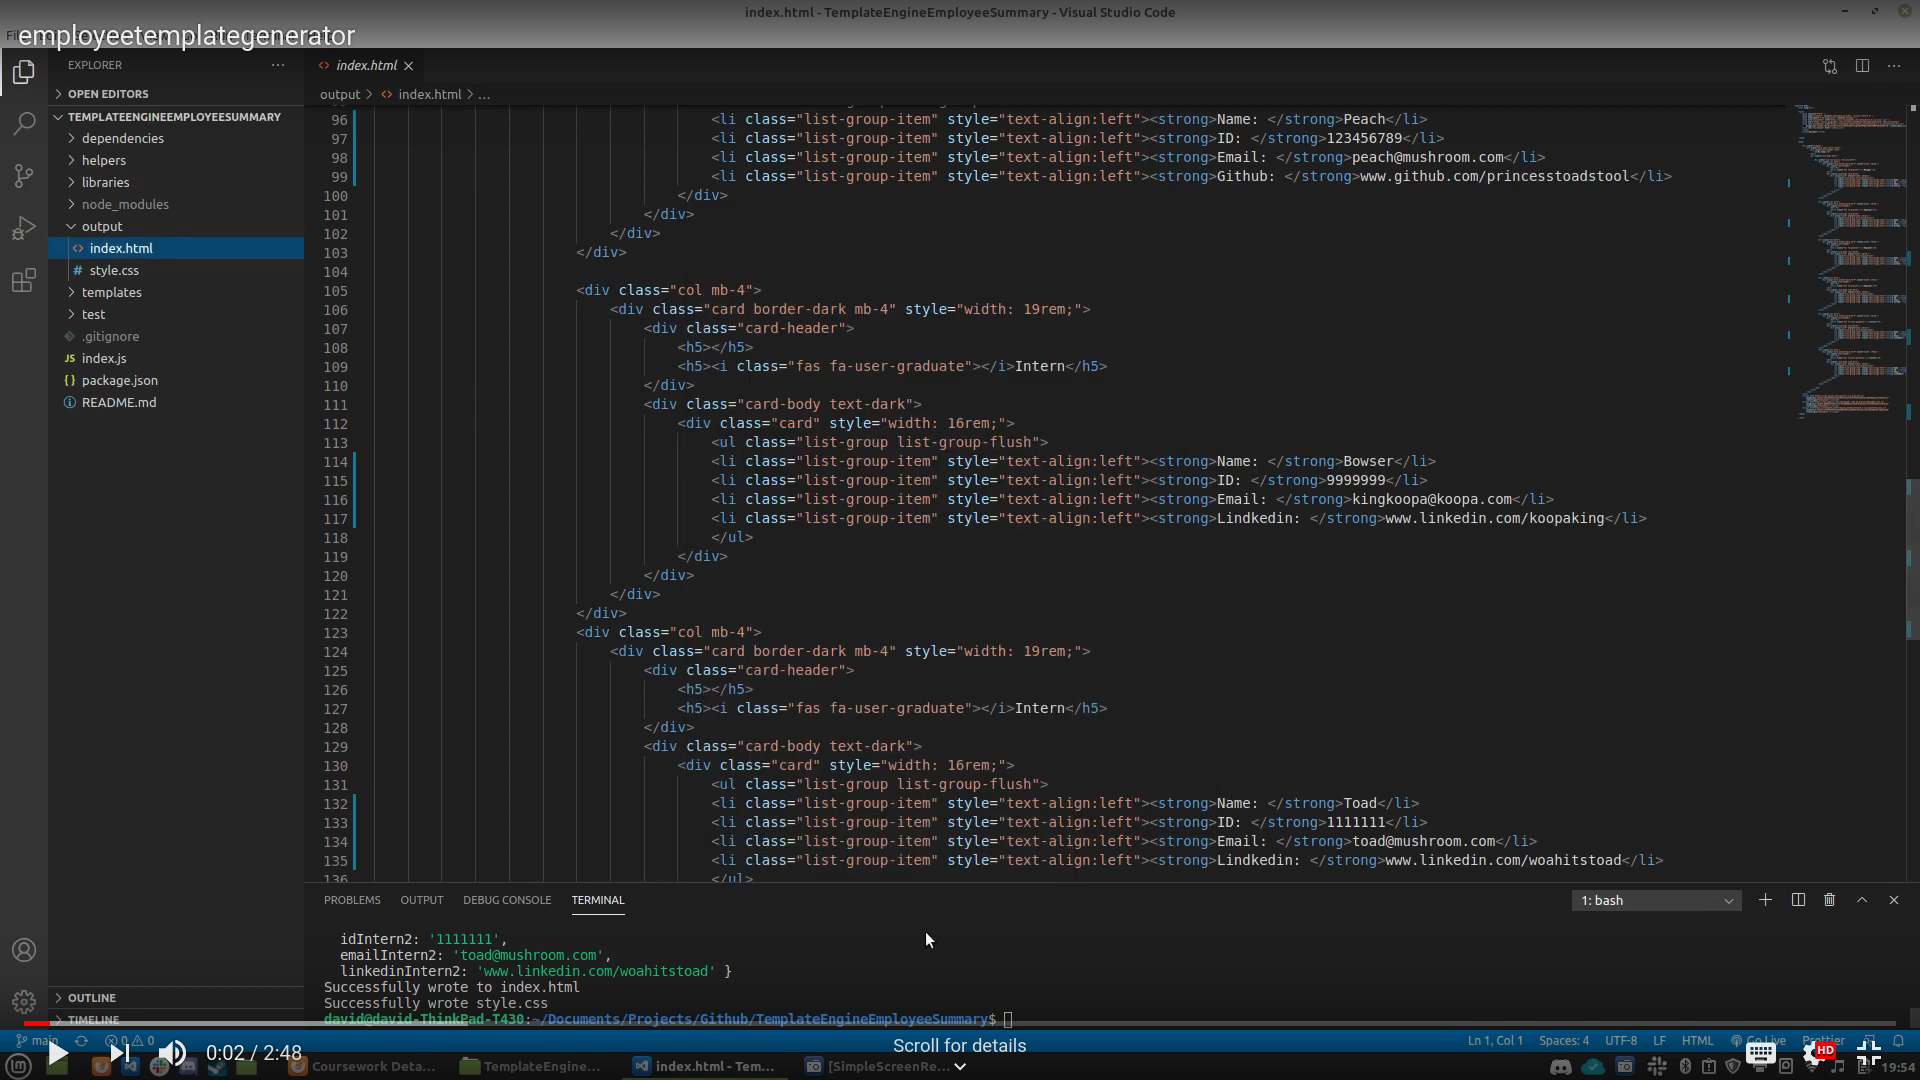 index.html - TemplateEngineEmployeeSummary - Visual Studio Code
employeetemplategenerator
EXPLORER
index.html
OPEN EDITORS
output > index.html > ...
TEMPLATEENGINEEMPLOYEESUMMARY
dependencies
helpers
libraries
node_modules
output
index.html
style.css
templates
test
.gitignore
index.js
package.json
README.md
96 <li class="list-group-item" style="text-align:left"><strong>Name: </strong>Peach</li>
97 <li class="list-group-item" style="text-align:left"><strong>ID: </strong>123456789</li>
98 <li class="list-group-item" style="text-align:left"><strong>Email: </strong>peach@mushroom.com</li>
99 <li class="list-group-item" style="text-align:left"><strong>Github: </strong>www.github.com/princesstoadstool</li>
100 </div>
101 </div>
102 </div>
103 </div>
104
105 <div class="col mb-4">
106 <div class="card border-dark mb-4" style="width: 19rem;">
107 <div class="card-header">
108 <h5></h5>
109 <h5><i class="fas fa-user-graduate"></i>Intern</h5>
110 </div>
111 <div class="card-body text-dark">
112 <div class="card" style="width: 16rem;">
113 <ul class="list-group list-group-flush">
114 <li class="list-group-item" style="text-align:left"><strong>Name: </strong>Bowser</li>
115 <li class="list-group-item" style="text-align:left"><strong>ID: </strong>9999999</li>
116 <li class="list-group-item" style="text-align:left"><strong>Email: </strong>kingkoopa@koopa.com</li>
117 <li class="list-group-item" style="text-align:left"><strong>Lindkedin: </strong>www.linkedin.com/koopaking</li>
118 </ul>
119 </div>
120 </div>
121 </div>
122 </div>
123 <div class="col mb-4">
124 <div class="card border-dark mb-4" style="width: 19rem;">
125 <div class="card-header">
126 <h5></h5>
127 <h5><i class="fas fa-user-graduate"></i>Intern</h5>
128 </div>
129 <div class="card-body text-dark">
130 <div class="card" style="width: 16rem;">
131 <ul class="list-group list-group-flush">
132 <li class="list-group-item" style="text-align:left"><strong>Name: </strong>Toad</li>
133 <li class="list-group-item" style="text-align:left"><strong>ID: </strong>1111111</li>
134 <li class="list-group-item" style="text-align:left"><strong>Email: </strong>toad@mushroom.com</li>
135 <li class="list-group-item" style="text-align:left"><strong>Lindkedin: </strong>www.linkedin.com/woahitstoad</li>
136 </ul>
PROBLEMS OUTPUT DEBUG CONSOLE TERMINAL 1: bash
idIntern2: '1111111',
emailIntern2: 'toad@mushroom.com',
linkedinIntern2: 'www.linkedin.com/woahitstoad' }
Successfully wrote to index.html
Successfully wrote style.css
david@david-ThinkPad-T430:~/Documents/Projects/Github/TemplateEngineEmployeeSummary$
OUTLINE
TIMELINE
main 0 0 Ln 1, Col 1 Spaces: 4 UTF-8 LF HTML Go Live Prettier
0:02 / 2:48 Scroll for details HD
Coursework Deta... TemplateEngine... index.html - Tem... [SimpleScreenRe... 19:54